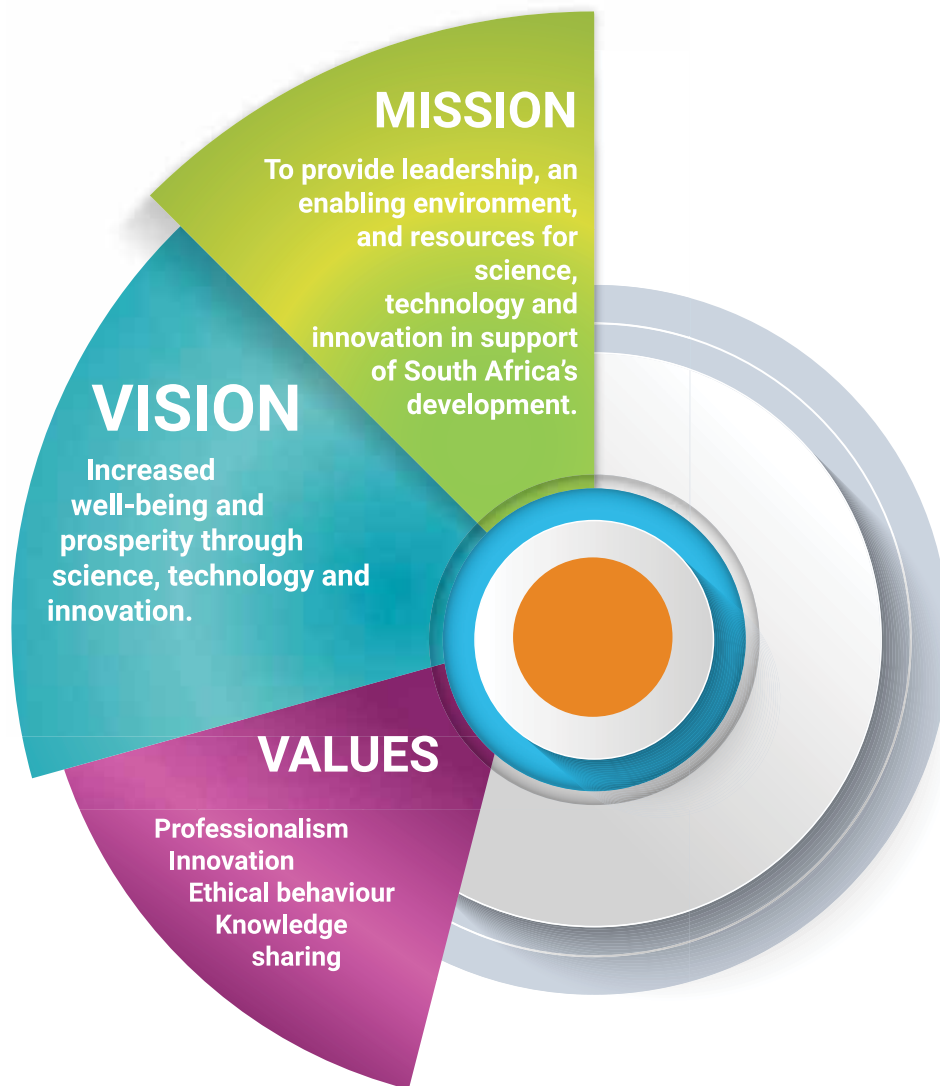 MISSION
To provide leadership, an
enabling environment,
and resources for
science,
technology and
innovation in support
of South Africa's
development.
VISION
Increased
well-being and
prosperity through
science, technology and
innovation.
VALUES
Professionalism
Innovation
Ethical behaviour
Knowledge
sharing